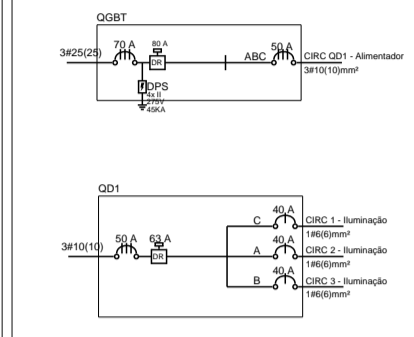 QGBT
3#25(25)
70 A
80 A
DR
DPS
4x II
275V
45KA
ABC
50 A
CIRC QD1 - Alimentador
3#10(10)mm²
QD1
3#10(10)
50 A
63 A
DR
C
40 A
CIRC 1 - Iluminação
1#6(6)mm²
A
40 A
CIRC 2 - Iluminação
1#6(6)mm²
B
40 A
CIRC 3 - Iluminação
1#6(6)mm²